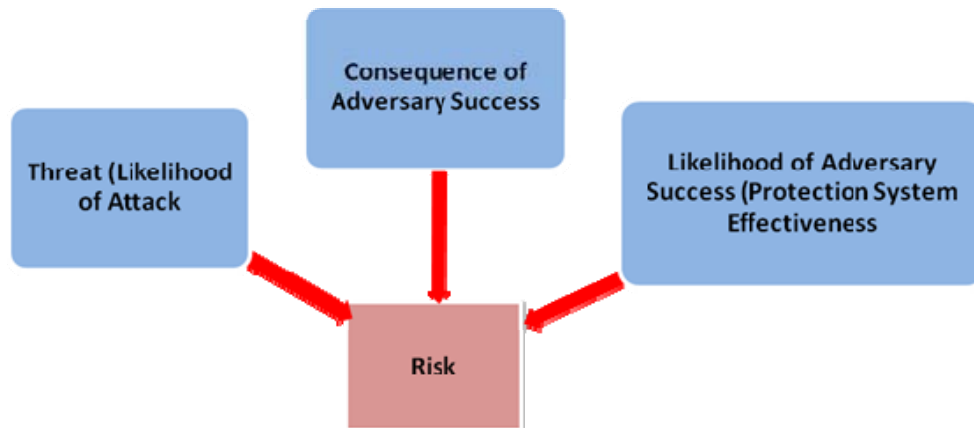 Consequence of
Adversary Success
Threat (Likelihood
of Attack
Likelihood of Adversary
Success (Protection System
Effectiveness
Risk